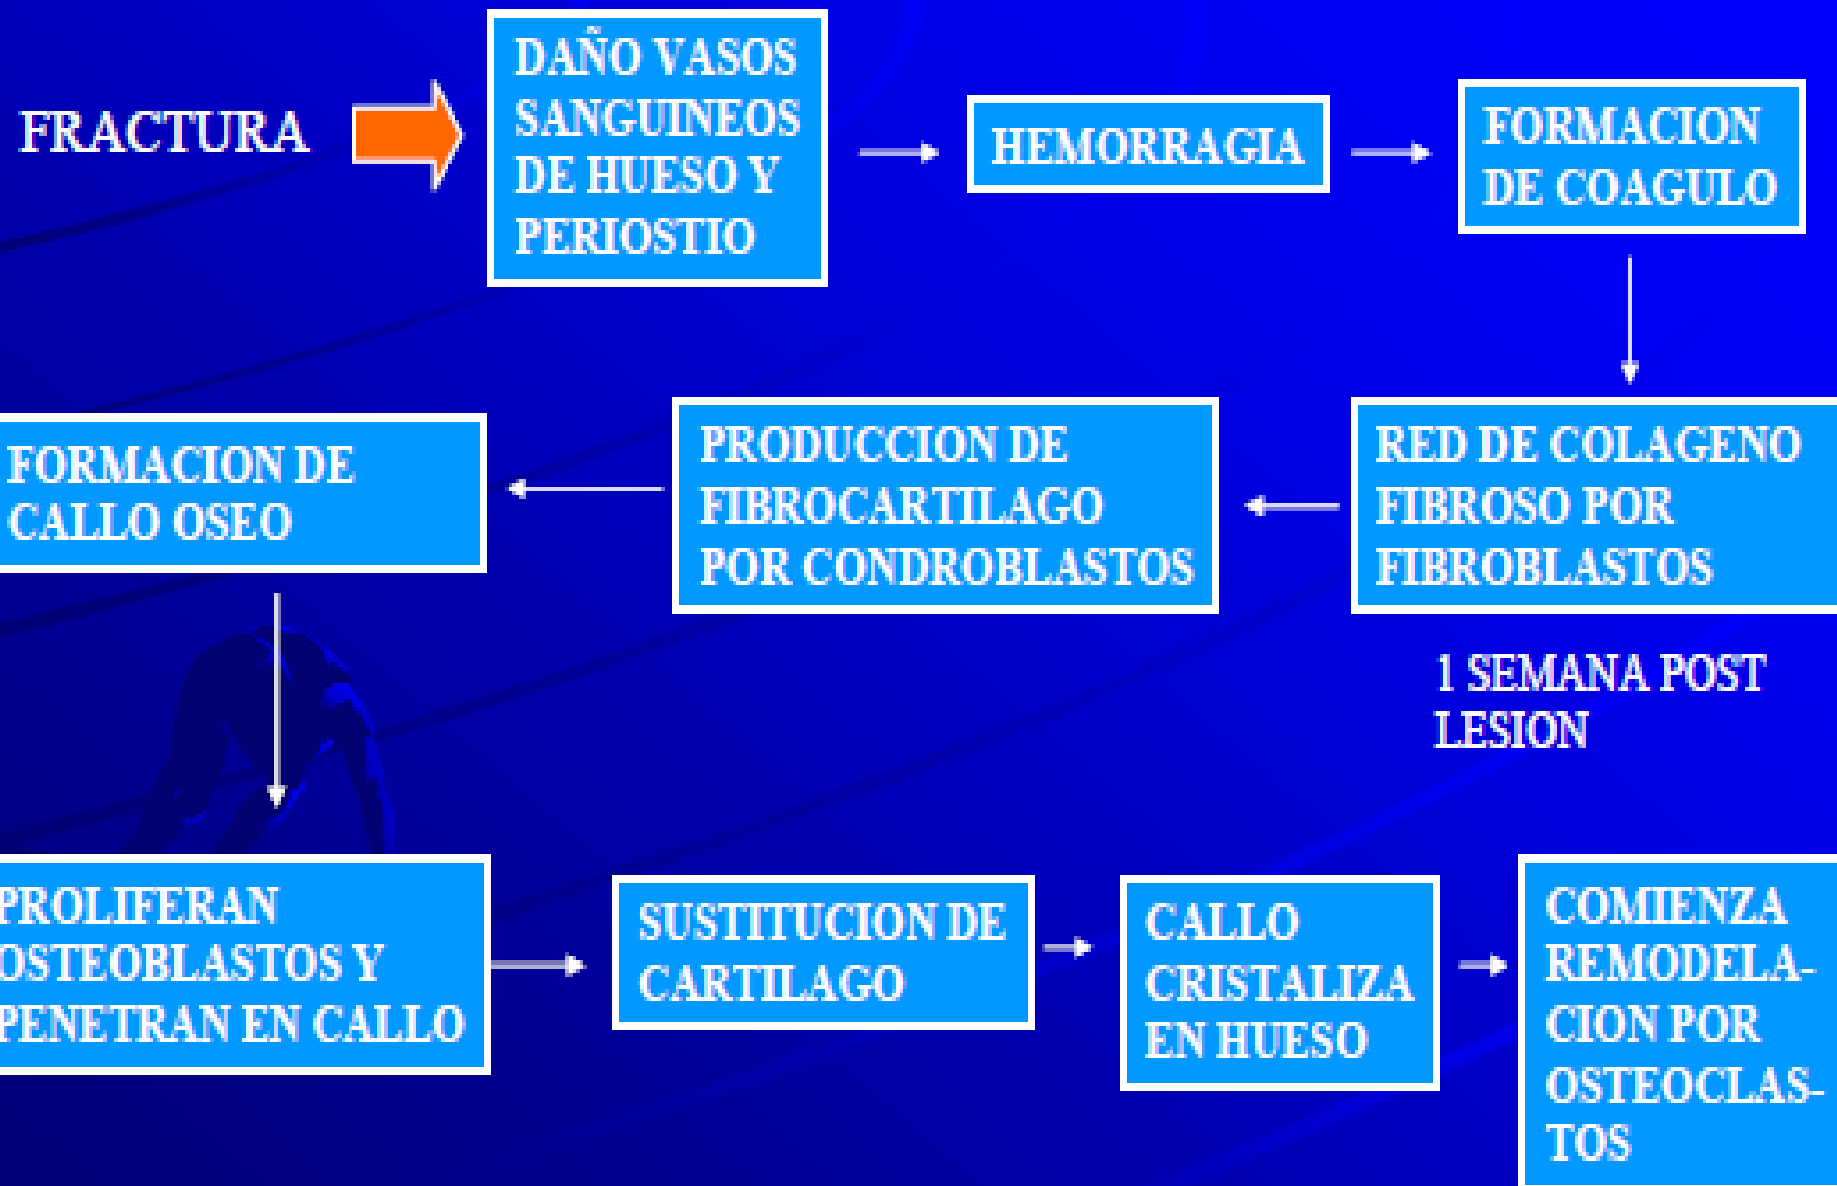 FRACTURA
DAÑO VASOS
SANGUINEOS
DE HUESO Y
PERIOSTIO
HEMORRAGIA
FORMACION
DE COAGULO
RED DE COLAGENO
FIBROSO POR
FIBROBLASTOS
1 SEMANA POST
LESION
PRODUCCION DE
FIBROCARTILAGO
POR CONDROBLASTOS
FORMACION DE
CALLO OSEO
PROLIFERAN
OSTEOBLASTOS Y
PENETRAN EN CALLO
SUSTITUCION DE
CARTILAGO
CALLO
CRISTALIZA
EN HUESO
COMIENZA
REMODELA-
CION POR
OSTEOCLAS-
TOS